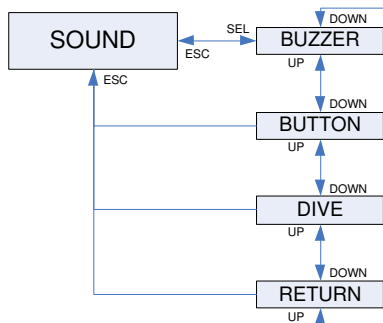 DOWN
SOUND
SEL
BUZZER
ESC
UP
ESC
DOWN
BUTTON
UP
DOWN
DIVE
UP
DOWN
RETURN
UP